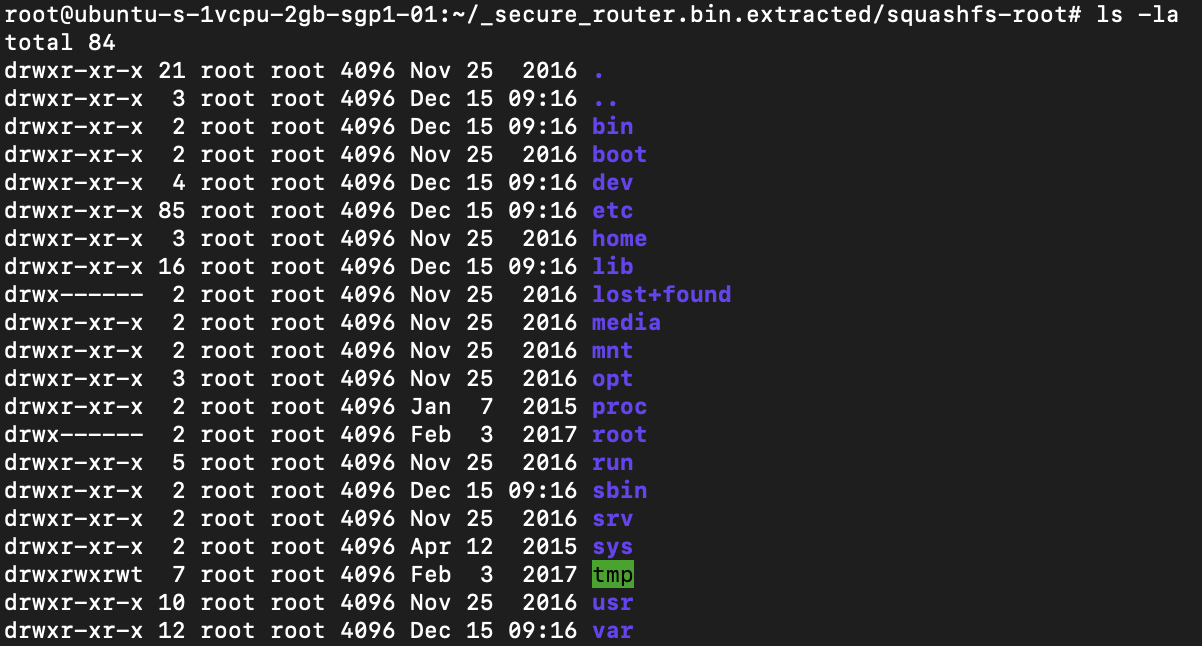 root@ubuntu-s-1vcpu-2gb-sgp1-01:~/_secure_router.bin.extracted/squashfs-root# ls -la
total 84
drwxr-xr-x 21 root root 4096 Nov 25  2016 .
drwxr-xr-x  3 root root 4096 Dec 15 09:16 ..
drwxr-xr-x  2 root root 4096 Dec 15 09:16 bin
drwxr-xr-x  2 root root 4096 Nov 25  2016 boot
drwxr-xr-x  4 root root 4096 Dec 15 09:16 dev
drwxr-xr-x 85 root root 4096 Dec 15 09:16 etc
drwxr-xr-x  3 root root 4096 Nov 25  2016 home
drwxr-xr-x 16 root root 4096 Dec 15 09:16 lib
drwx------  2 root root 4096 Nov 25  2016 lost+found
drwxr-xr-x  2 root root 4096 Nov 25  2016 media
drwxr-xr-x  2 root root 4096 Nov 25  2016 mnt
drwxr-xr-x  3 root root 4096 Nov 25  2016 opt
drwxr-xr-x  2 root root 4096 Jan  7  2015 proc
drwx------  2 root root 4096 Feb  3  2017 root
drwxr-xr-x  5 root root 4096 Nov 25  2016 run
drwxr-xr-x  2 root root 4096 Dec 15 09:16 sbin
drwxr-xr-x  2 root root 4096 Nov 25  2016 srv
drwxr-xr-x  2 root root 4096 Apr 12  2015 sys
drwxrwxrwt  7 root root 4096 Feb  3  2017 tmp
drwxr-xr-x 10 root root 4096 Nov 25  2016 usr
drwxr-xr-x 12 root root 4096 Dec 15 09:16 var